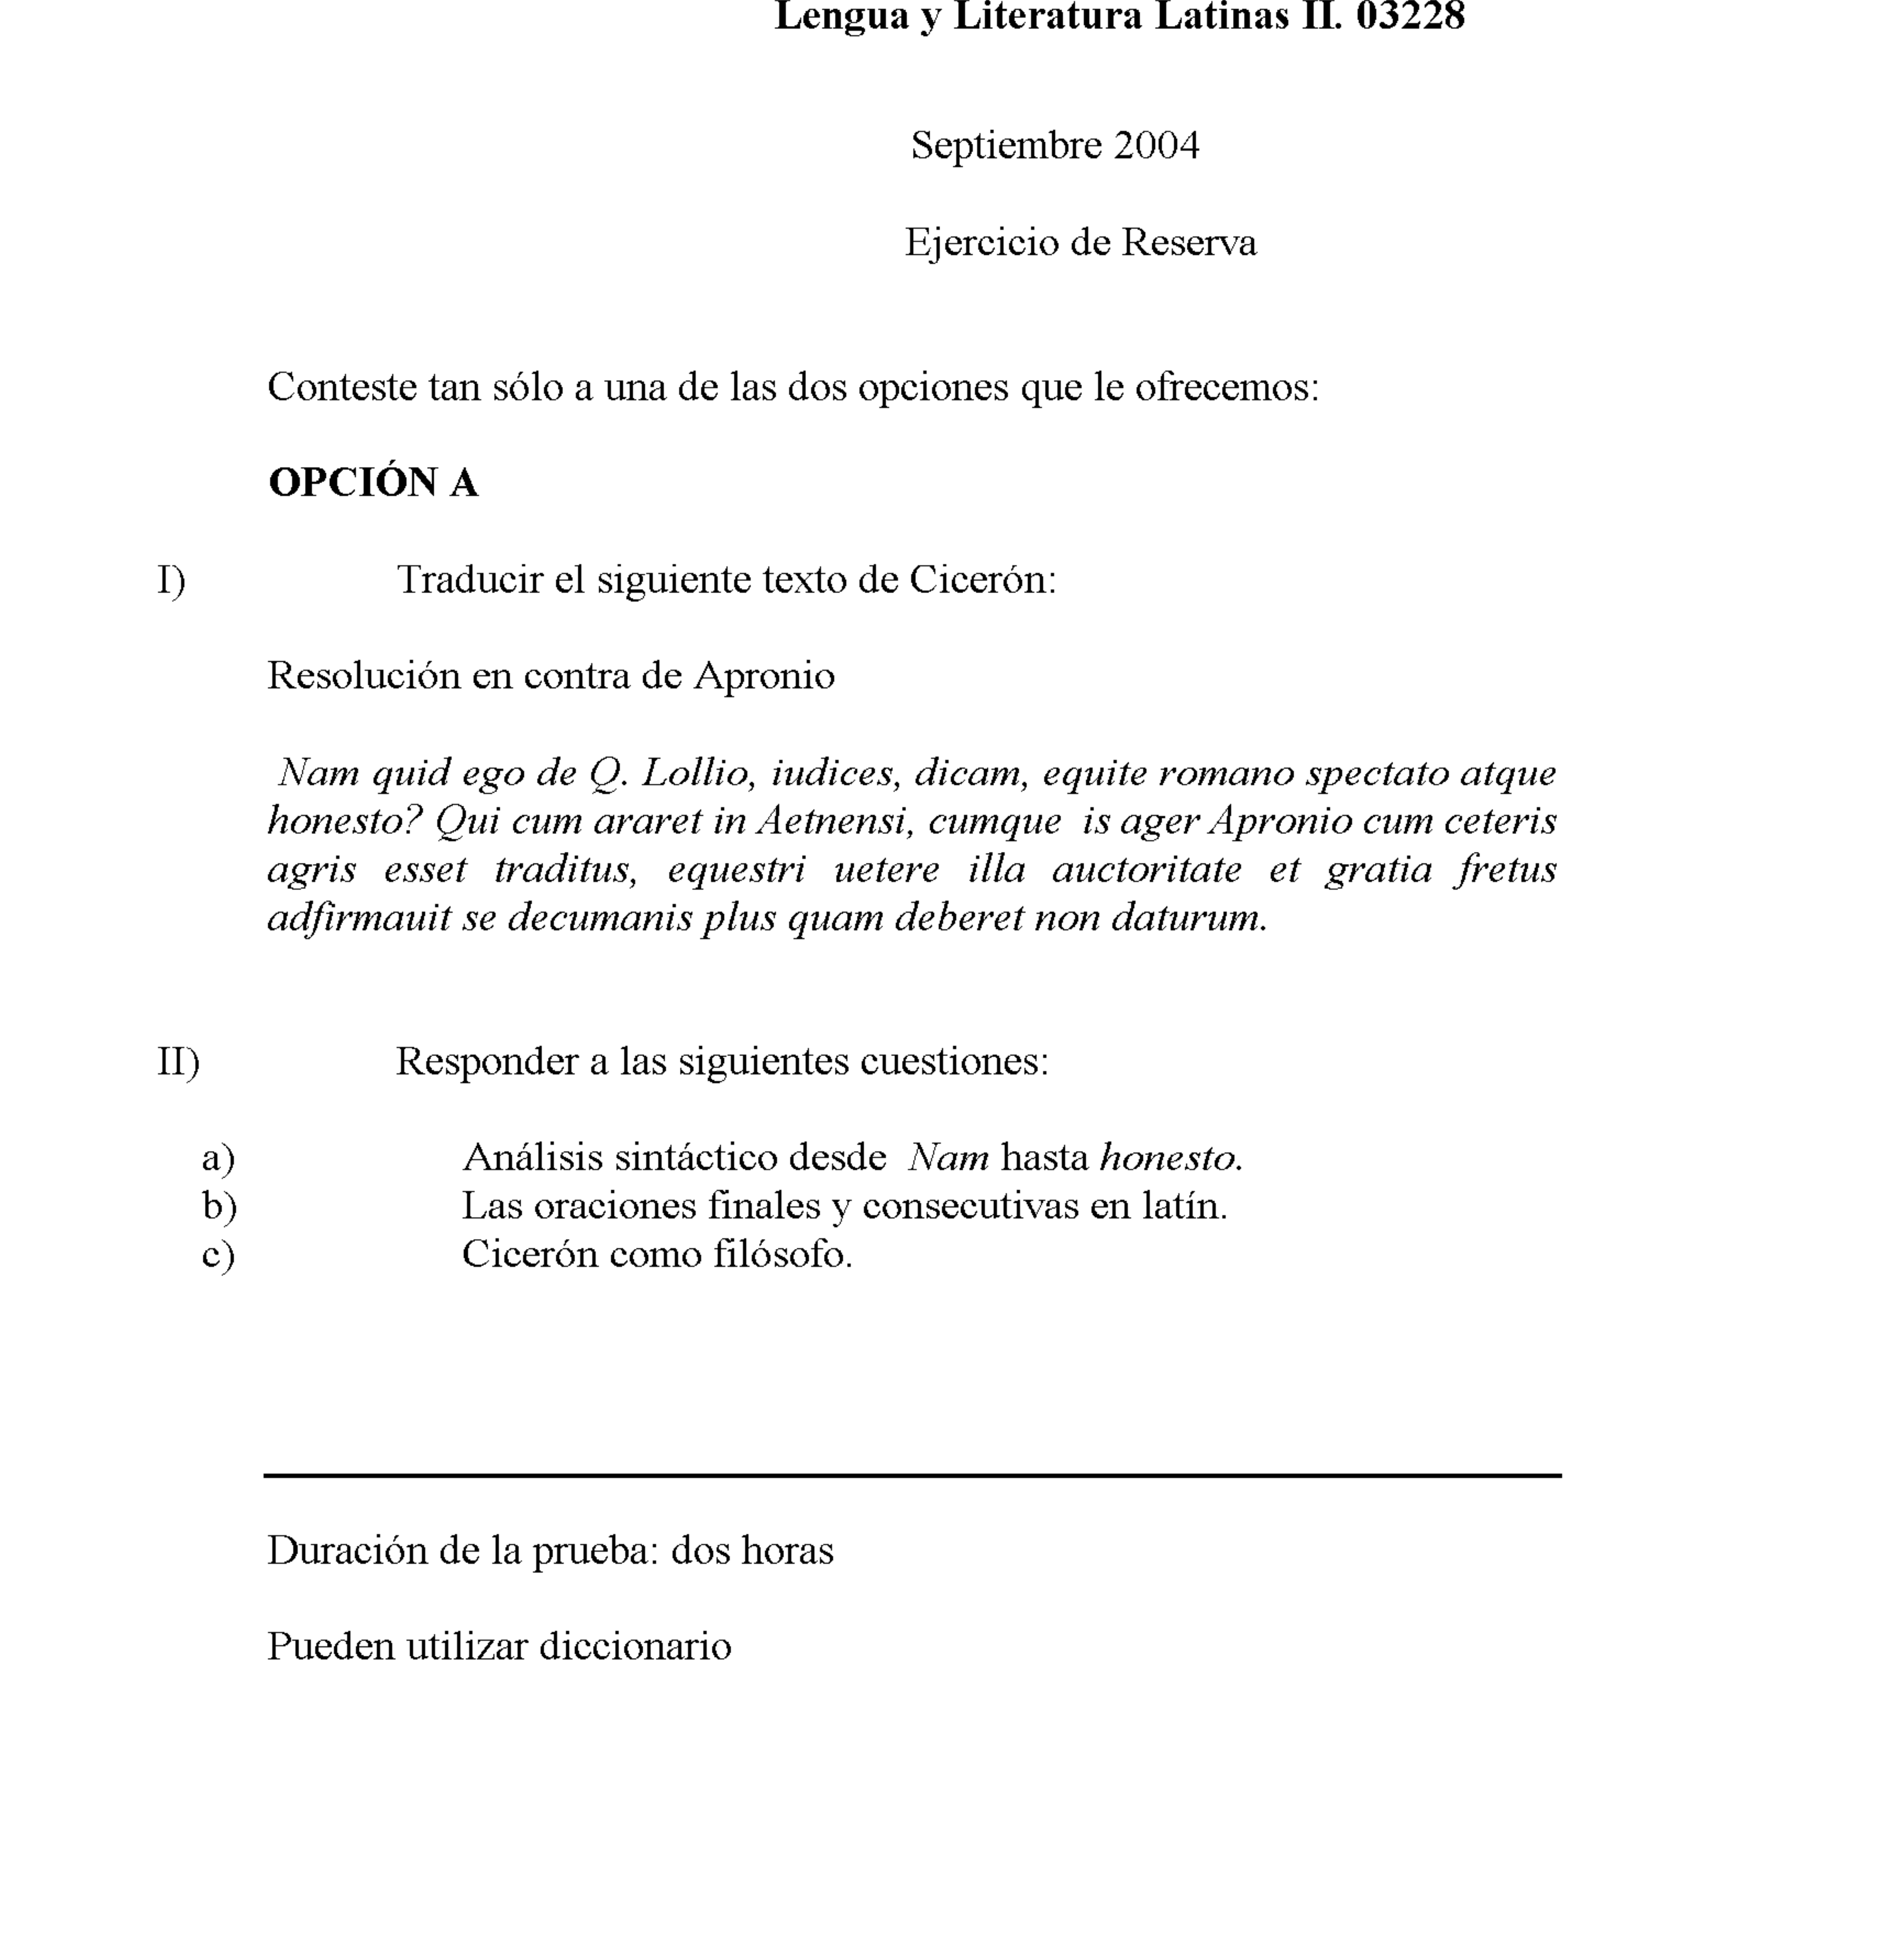 Lengua y Literatura Latinas II. 03228
Septiembre 2004
Ejercicio de Reserva
Conteste tan sólo a una de las dos opciones que le ofrecemos:
OPCIÓN A
I) Traducir el siguiente texto de Cicerón:
Resolución en contra de Apronio
Nam quid ego de Q. Lollio, iudices, dicam, equite romano spectato atque
honesto? Qui cum araret in Aetnensi, cumque is ager Apronio cum ceteris
agris esset traditus, equestri uetere illa auctoritate et gratia fretus
adfirmauit se decumanis plus quam deberet non daturum.
II) Responder a las siguientes cuestiones:
a) Análisis sintáctico desde Nam hasta honesto.
b) Las oraciones finales y consecutivas en latín.
c) Cicerón como filósofo.
Duración de la prueba: dos horas
Pueden utilizar diccionario